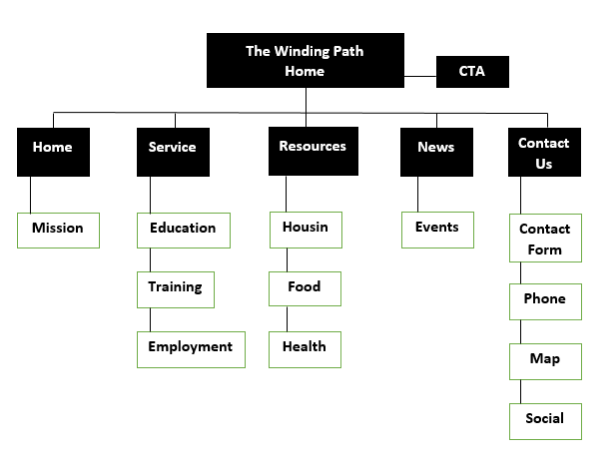 The Winding Path
Home
CTA
Home
Service
Resources
News
Contact
Us
Mission
Education
Housin
Events
Contact
Form
Training
Food
Phone
Employment
Health
Map
Social